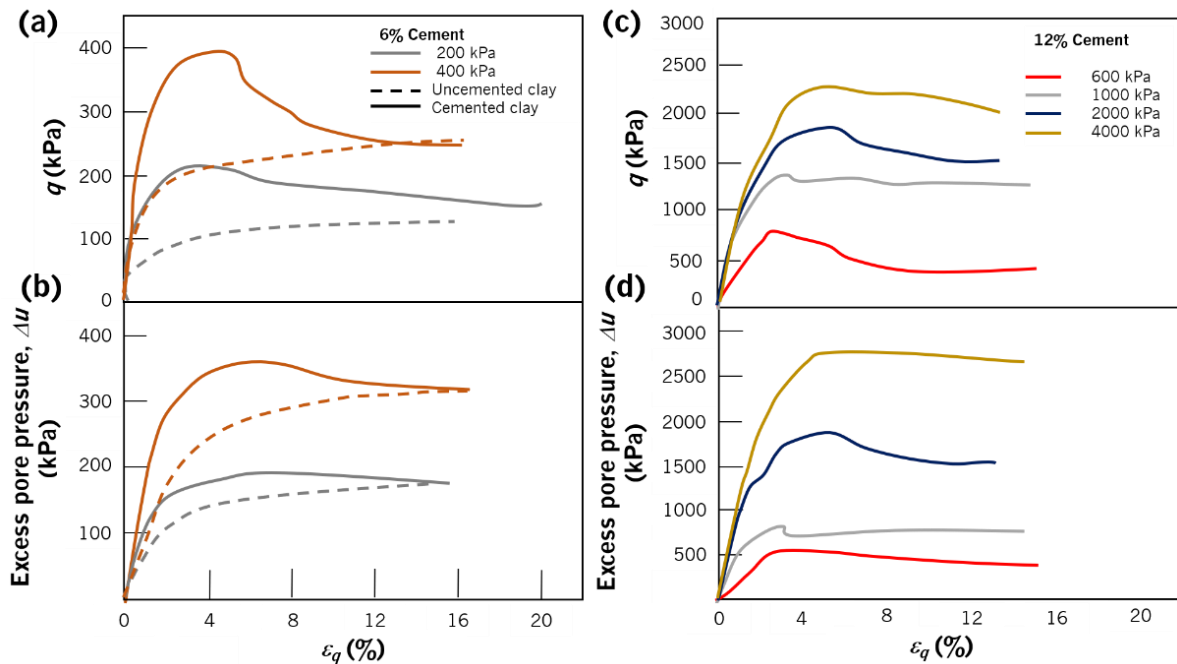 (a)
6% Cement
200 kPa
400 kPa
Uncemented clay
Cemented clay
400
300
200
100
0
q (kPa)
(b)
400
300
200
100
0
Excess pore pressure, Δu
(kPa)
0 4 8 12 16 20
εq (%)
(c)
12% Cement
600 kPa
1000 kPa
2000 kPa
4000 kPa
3000
2500
2000
1500
1000
500
0
q (kPa)
(d)
3000
2500
2000
1500
1000
500
0
Excess pore pressure, Δu
(kPa)
0 4 8 12 16 20
εq (%)